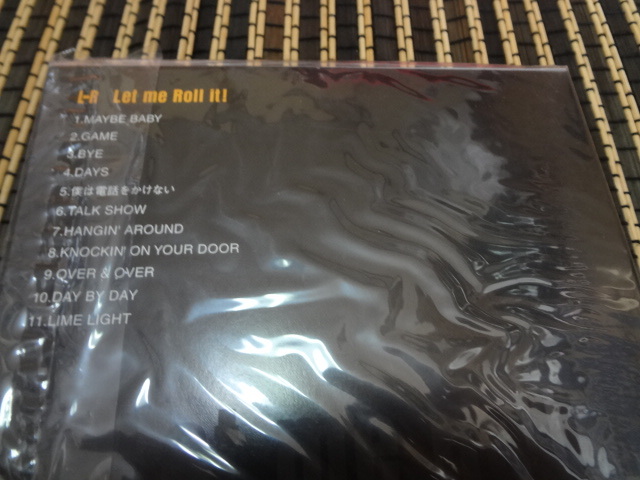 L-R Let me Roll It!
1.MAYBE BABY
2.GAME
3.BYE
4.DAYS
5.僕は電話をかけない
6.TALK SHOW
7.HANGIN' AROUND
8.KNOCKIN' ON YOUR DOOR
9.OVER & OVER
10.DAY BY DAY
11.LIME LIGHT